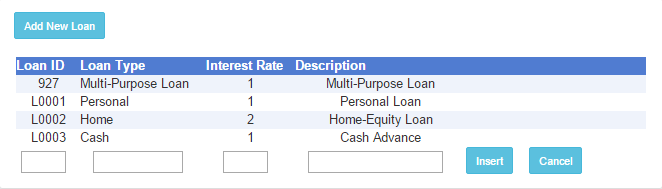 Add New Loan
Loan ID Loan Type Interest Rate Description
927 Multi-Purpose Loan 1 Multi-Purpose Loan
L0001 Personal 1 Personal Loan
L0002 Home 2 Home-Equity Loan
L0003 Cash 1 Cash Advance
Insert Cancel